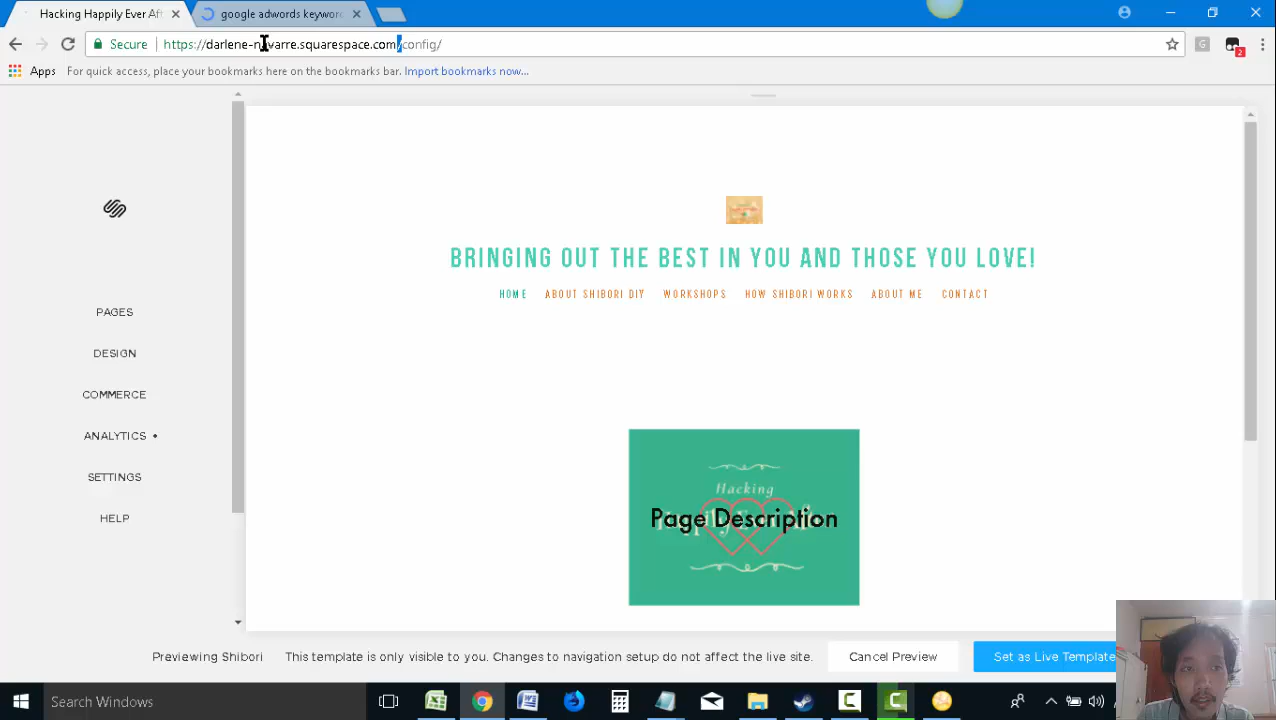 Hacking Happily Ever Aft
google adwords keyword
Secure
https://darlene-navarre.squarespace.com/config/
G
2
Apps
For quick access, place your bookmarks here on the bookmarks bar. Import bookmarks now...
BRINGING OUT THE BEST IN YOU AND THOSE YOU LOVE!
HOME ABOUT SHIBORI DIY WORKSHOPS HOW SHIBORI WORKS ABOUT ME CONTACT
PAGES
DESIGN
COMMERCE
ANALYTICS
SETTINGS
HELP
Hacking
Page Description
Previewing Shibori
This template is only visible to you. Changes to navigation setup do not affect the live site.
Cancel Preview
Set as Live Template
Search Windows